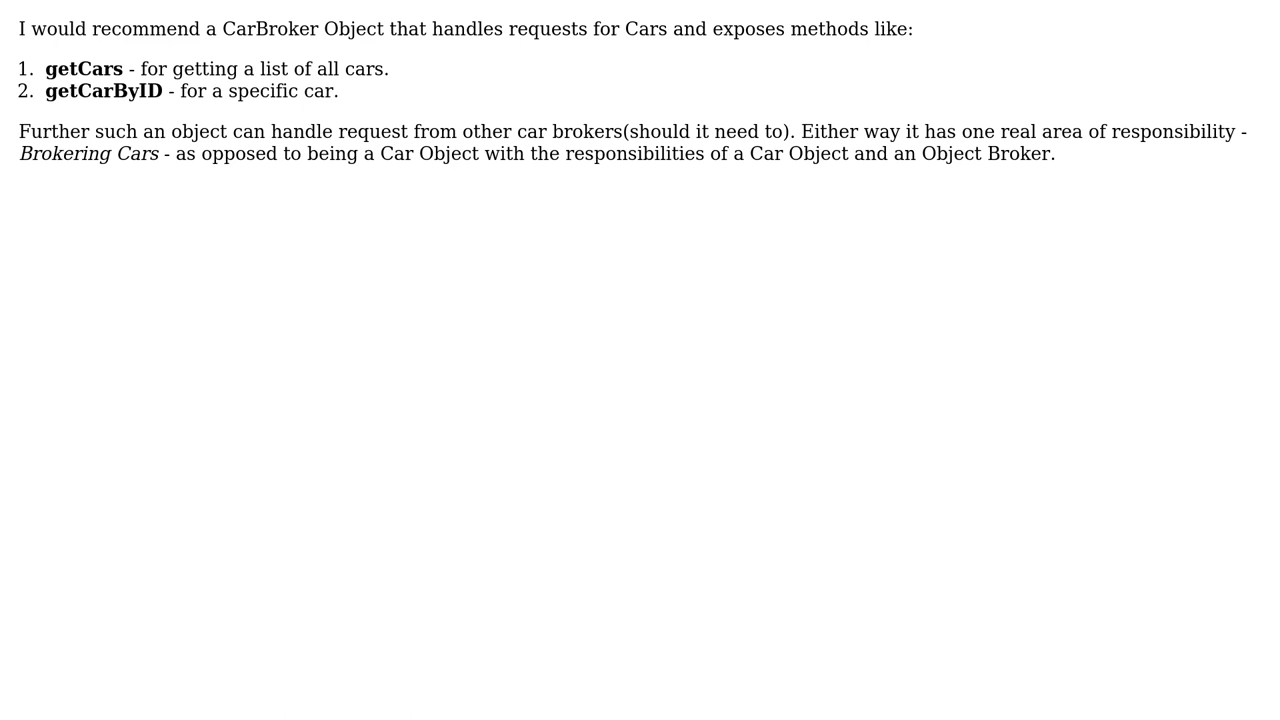 I would recommend a CarBroker Object that handles requests for Cars and exposes methods like:
1. getCars - for getting a list of all cars.
2. getCarByID - for a specific car.
Further such an object can handle request from other car brokers(should it need to). Either way it has one real area of responsibility -
Brokering Cars - as opposed to being a Car Object with the responsibilities of a Car Object and an Object Broker.